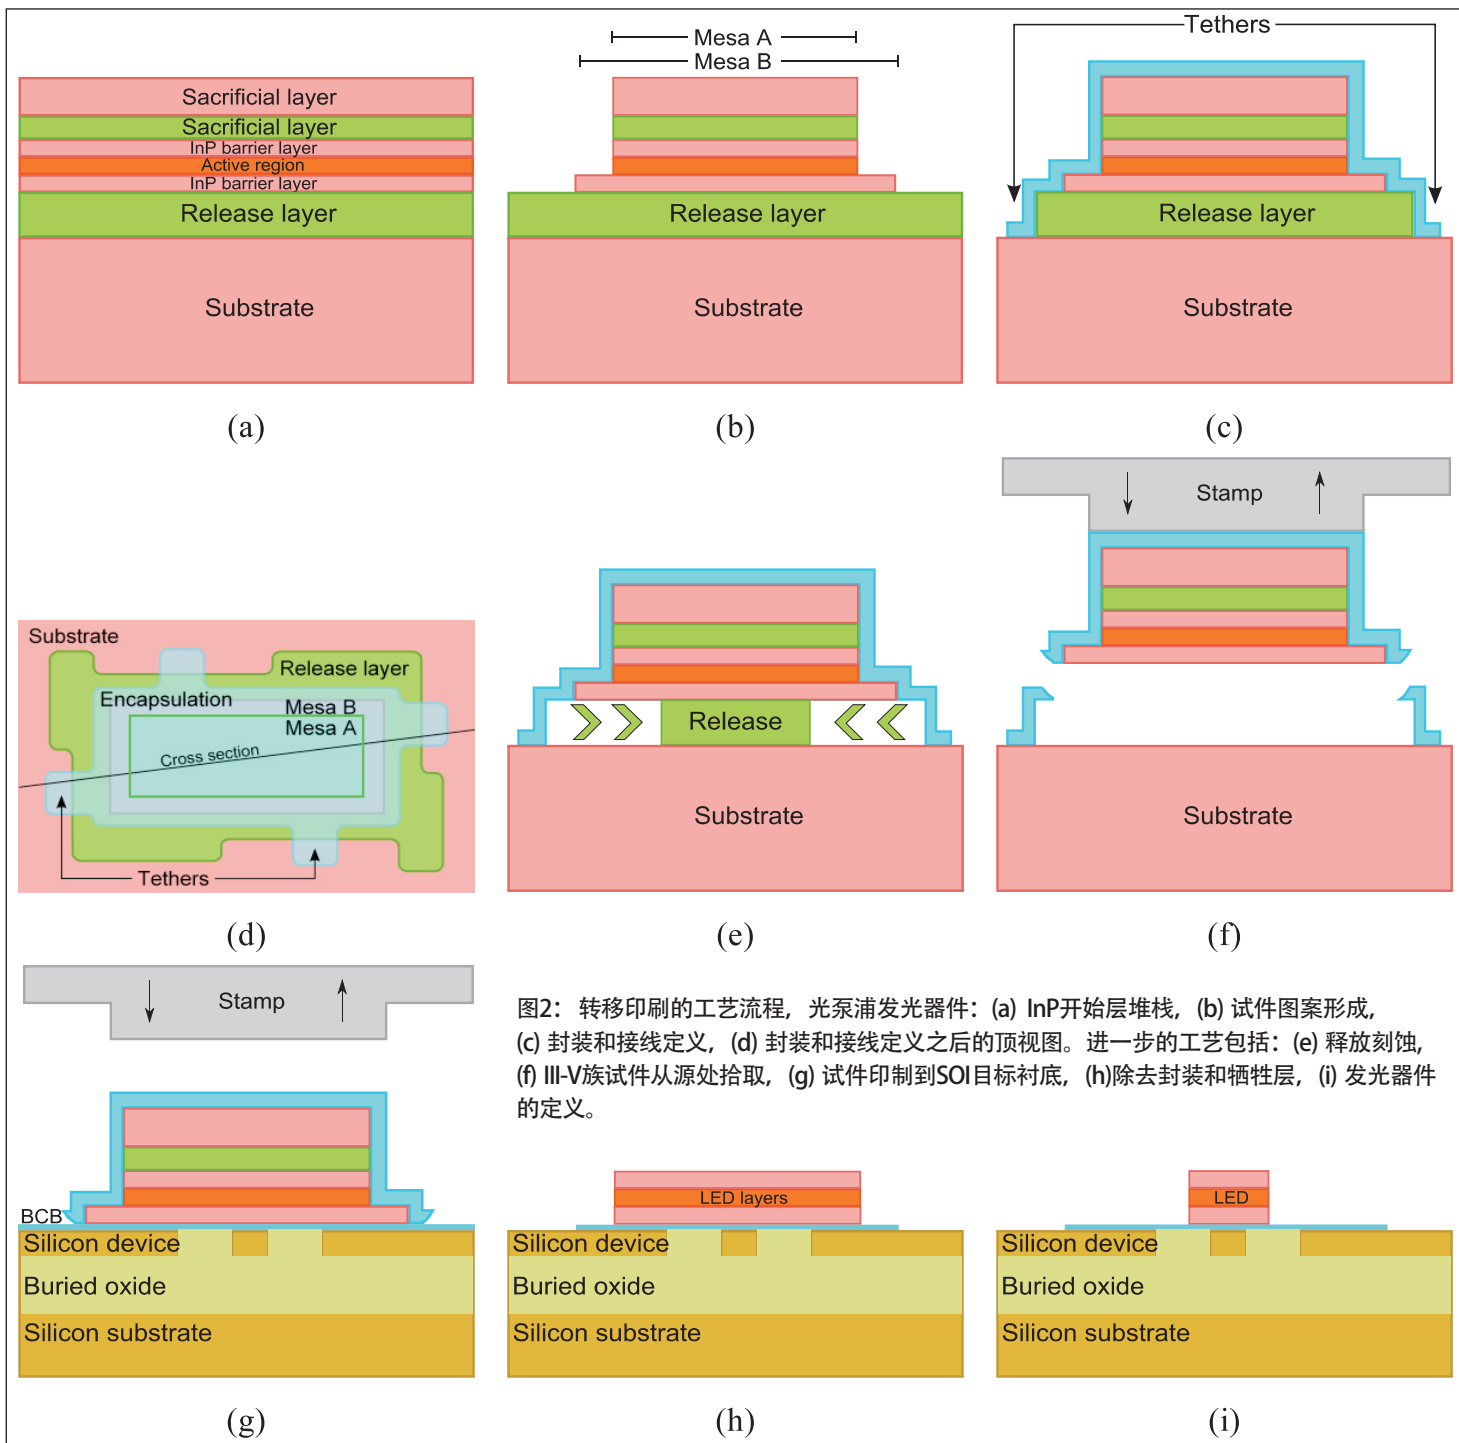 Sacrificial layer
Sacrificial layer
InP barrier layer
Active region
InP barrier layer
Release layer
Substrate
(a)
Mesa A
Mesa B
Release layer
Substrate
(b)
Tethers
Release layer
Substrate
(c)
Substrate
Release layer
Encapsulation
Mesa B
Mesa A
Cross section
Tethers
(d)
Release
Substrate
(e)
Stamp
Substrate
(f)
Stamp
BCB
Silicon device
Buried oxide
Silicon substrate
(g)
图2： 转移印刷的工艺流程，光泵浦发光器件：(a) InP开始层堆栈，(b) 试件图案形成，
(c) 封装和接线定义，(d) 封装和接线定义之后的顶视图。进一步的工艺包括：(e) 释放刻蚀，
(f) III-V族试件从源处拾取，(g) 试件印制到SOI目标衬底，(h)除去封装和牺牲层，(i) 发光器件
的定义。
LED layers
Silicon device
Buried oxide
Silicon substrate
(h)
LED
Silicon device
Buried oxide
Silicon substrate
(i)